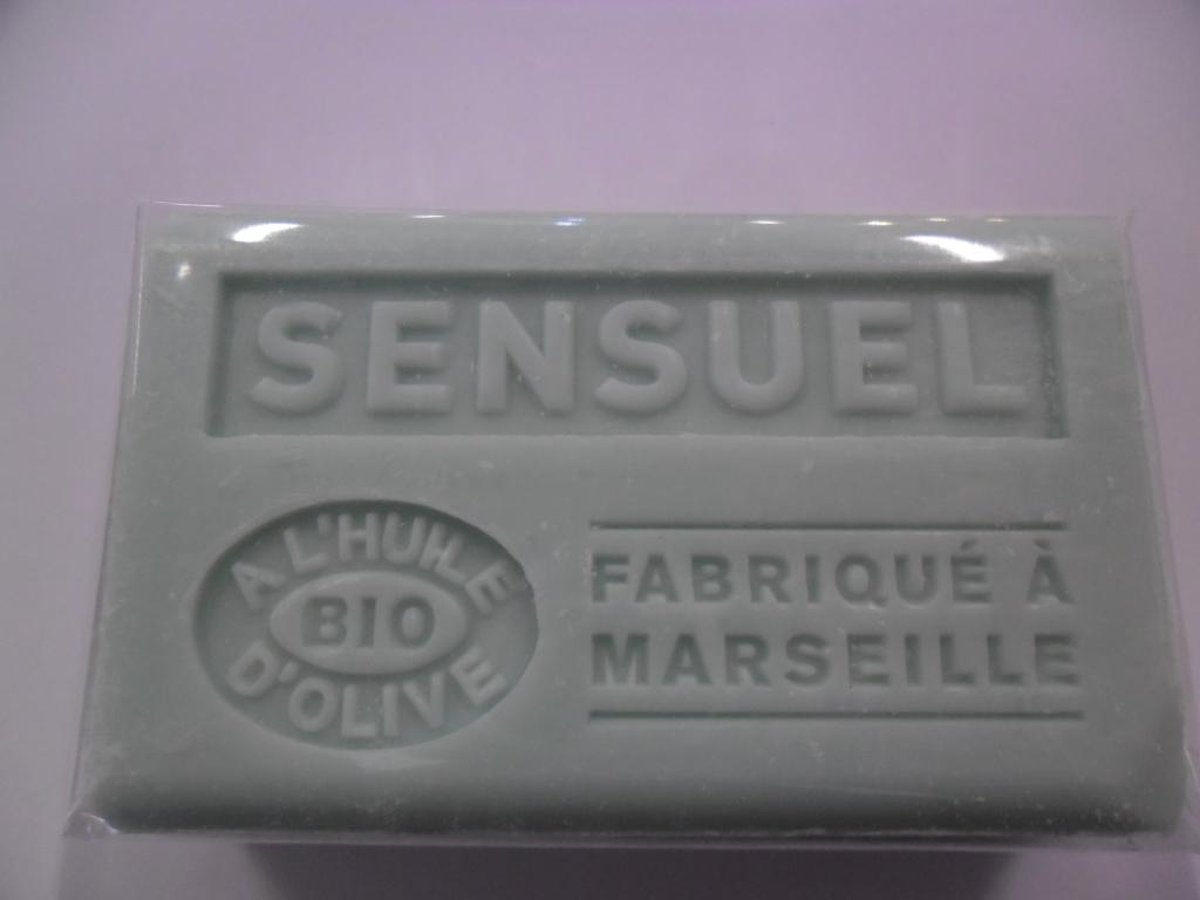 SENSUEL
A L'HUILE
BIO
D'OLIVE
FABRIQUÉ À
MARSEILLE